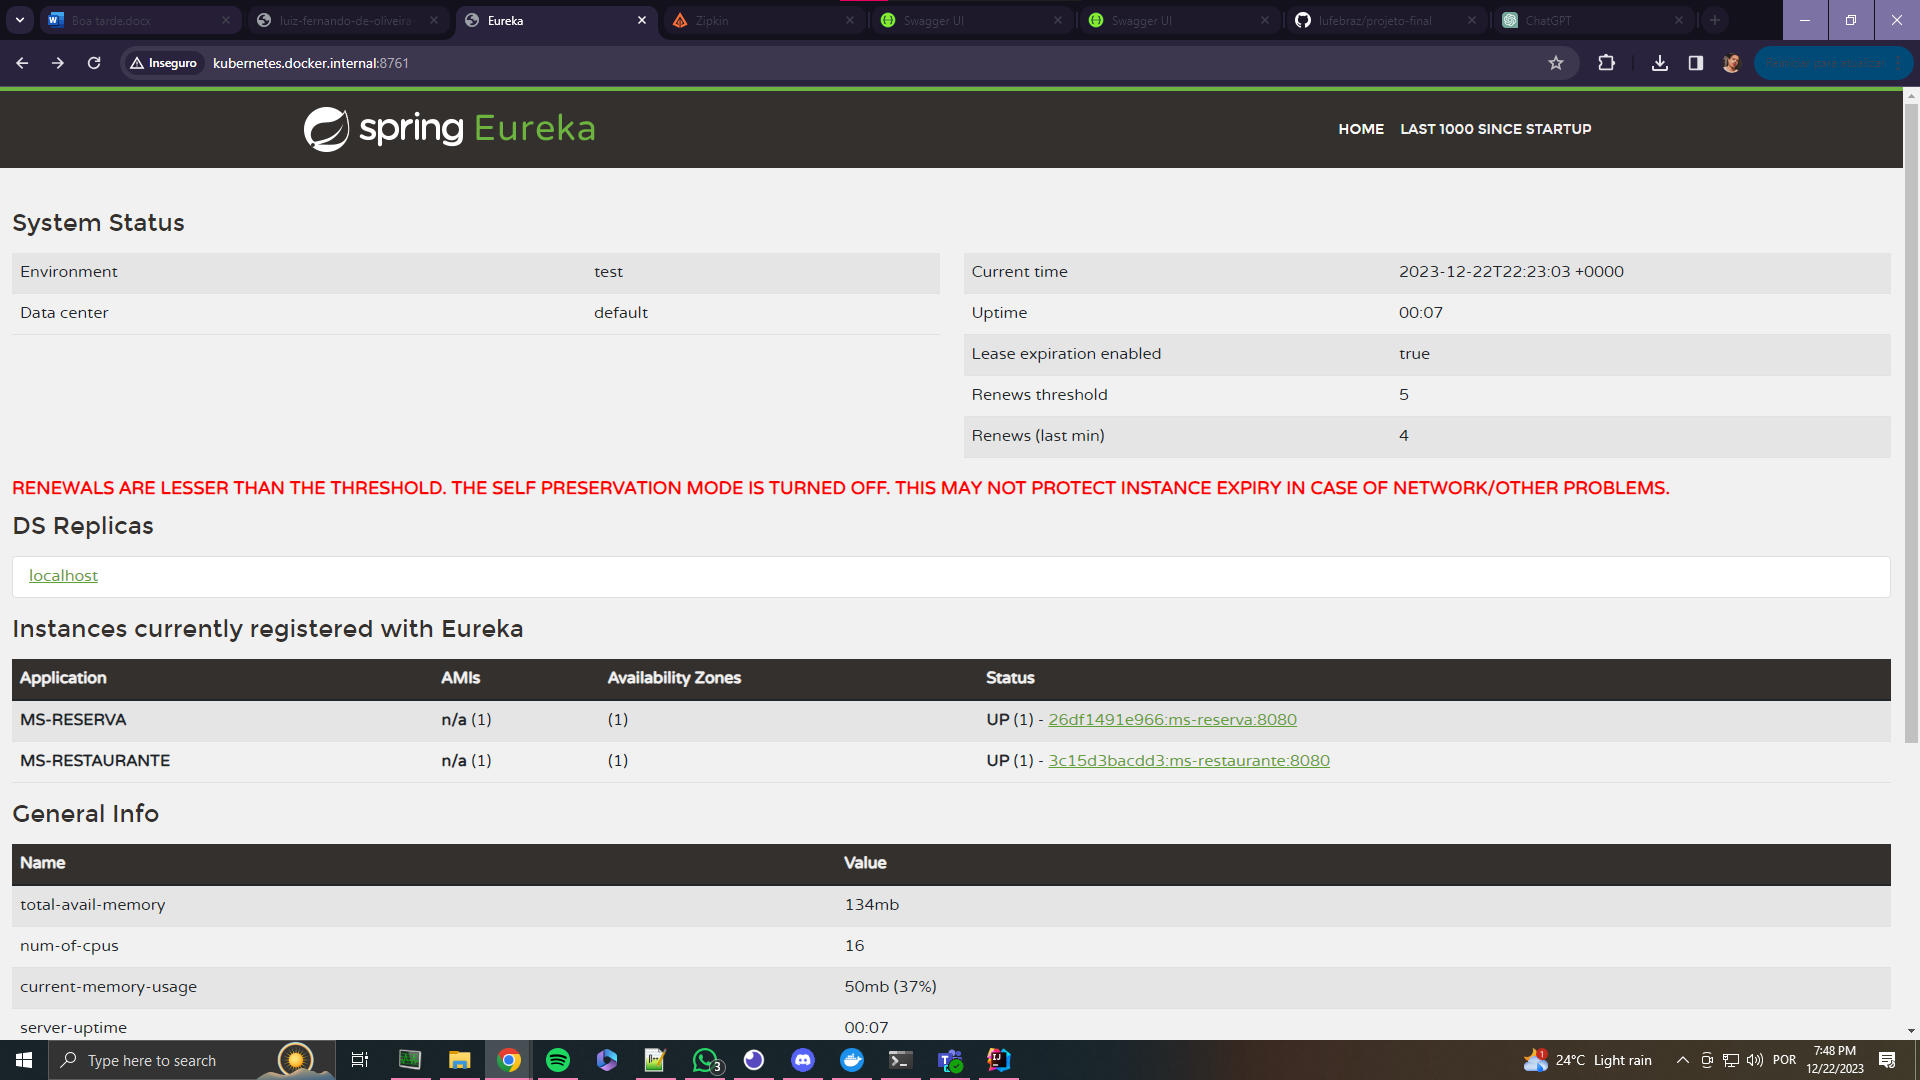 Boa tarde.docx
luiz-fernando-de-oliveira
Eureka
Zipkin
Swagger UI
Swagger UI
lufebraz/projeto-final
ChatGPT
Inseguro
kubernetes.docker.internal:8761
Reiniciar para atualizar
spring Eureka
HOME
LAST 1000 SINCE STARTUP
System Status
Environment test
Data center default
Current time 2023-12-22T22:23:03 +0000
Uptime 00:07
Lease expiration enabled true
Renews threshold 5
Renews (last min) 4
RENEWALS ARE LESSER THAN THE THRESHOLD. THE SELF PRESERVATION MODE IS TURNED OFF. THIS MAY NOT PROTECT INSTANCE EXPIRY IN CASE OF NETWORK/OTHER PROBLEMS.
DS Replicas
localhost
Instances currently registered with Eureka
Application AMIs Availability Zones Status
MS-RESERVA n/a (1) (1) UP (1) - 26df1491e966:ms-reserva:8080
MS-RESTAURANTE n/a (1) (1) UP (1) - 3c15d3bacdd3:ms-restaurante:8080
General Info
Name Value
total-avail-memory 134mb
num-of-cpus 16
current-memory-usage 50mb (37%)
server-uptime 00:07
Type here to search
3
1
24°C Light rain
POR
7:48 PM
12/22/2023